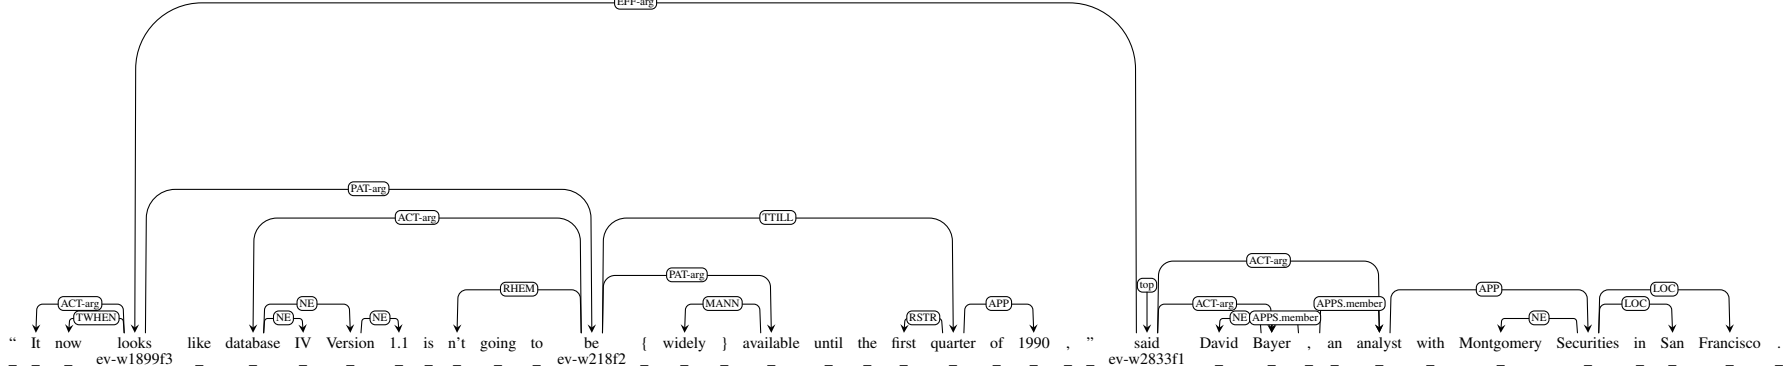 EFF-arg
PAT-arg
ACT-arg TTILL
ACT-arg
PAT-arg
top
RHEM APP
ACT-arg NE MANN APP ACT-arg APPS.member LOC
LOC
TWHEN NE NE RSTR NE APPS.member NE
“ It now looks like database IV Version 1.1 is n’t going to be { widely } available until the first quarter of 1990 , ” said David Bayer , an analyst with Montgomery Securities in San Francisco .
_ _ _ ev-w1899f3 _ _ _ _ _ _ _ _ _ ev-w218f2 _ _ _ _ _ _ _ _ _ _ _ _ ev-w2833f1 _ _ _ _ _ _ _ _ _ _ _ _